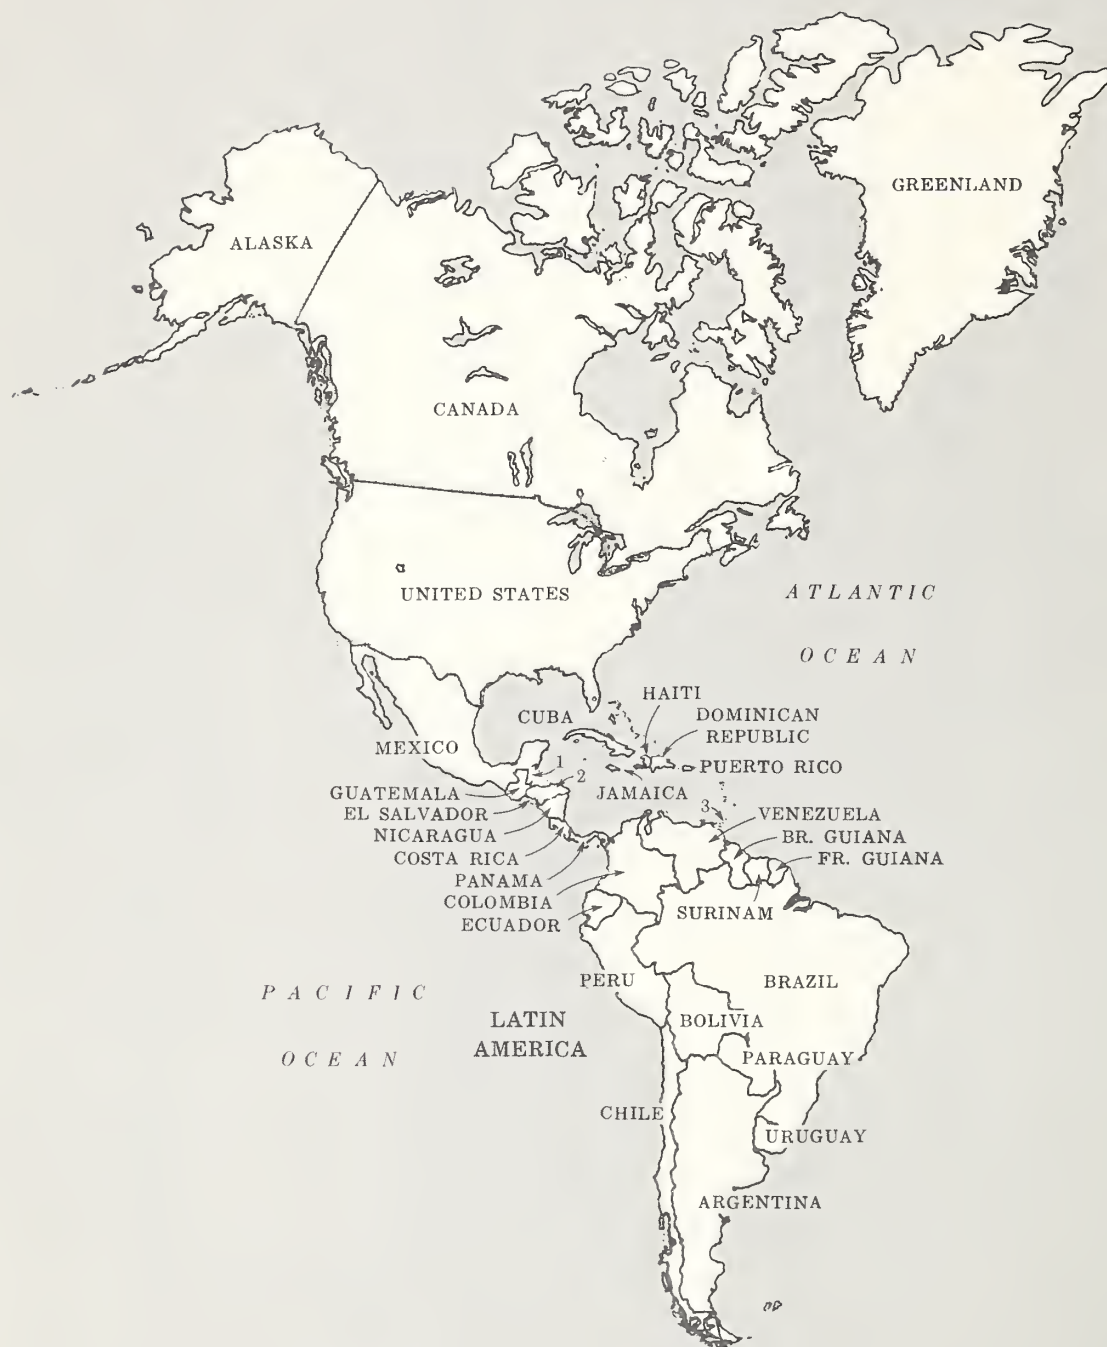 GREENLAND
ALASKA
CANADA
UNITED STATES
ATLANTIC
OCEAN
HAITI
CUBA
DOMINICAN
REPUBLIC
MEXICO
1
2
PUERTO RICO
GUATEMALA
JAMAICA
EL SALVADOR
3
VENEZUELA
NICARAGUA
BR. GUIANA
COSTA RICA
FR. GUIANA
PANAMA
COLOMBIA
SURINAM
ECUADOR
PERU
BRAZIL
PACIFIC
OCEAN
LATIN
AMERICA
BOLIVIA
PARAGUAY
CHILE
URUGUAY
ARGENTINA